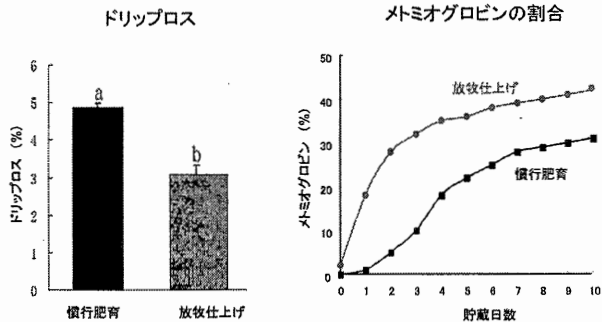 ドリップロス
ドリップロス (%)
6
5
4
3
2
1
0
a
b
慣行肥育
放牧仕上げ
メトミオグロビンの割合
メトミオグロビン (%)
50
40
30
20
10
0
放牧仕上げ
慣行肥育
0 1 2 3 4 5 6 7 8 9 10
貯蔵日数